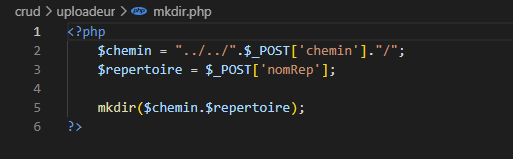 crud > uploadeur > mkdir.php
1 <?php
2 $chemin = "../../".$_POST['chemin']."/";
3 $repertoire = $_POST['nomRep'];
4
5 mkdir($chemin.$repertoire);
6 ?>